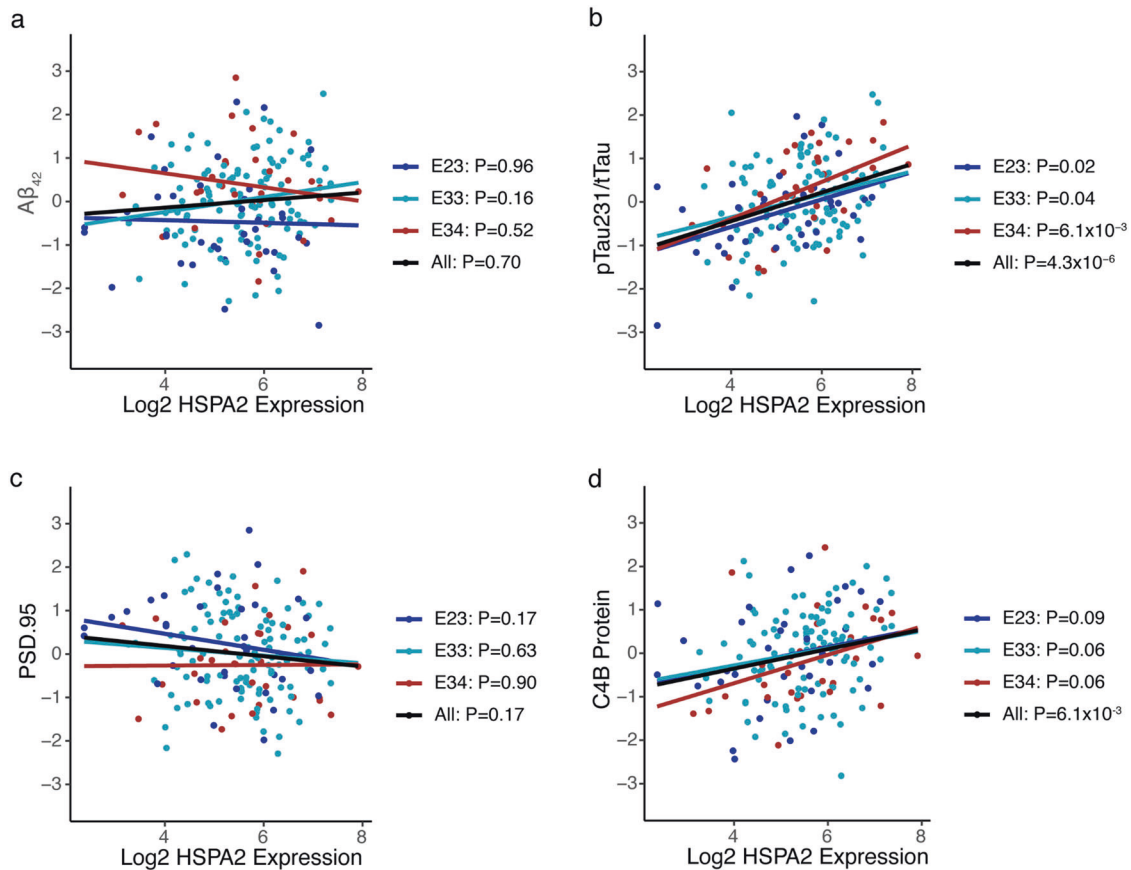 a
3
2
1
0
−1
−2
−3
Aβ42
4 6 8
Log2 HSPA2 Expression
E23: P=0.96
E33: P=0.16
E34: P=0.52
All: P=0.70
b
3
2
1
0
−1
−2
−3
pTau231/tTau
4 6 8
Log2 HSPA2 Expression
E23: P=0.02
E33: P=0.04
E34: P=6.1x10⁻³
All: P=4.3x10⁻⁶
c
3
2
1
0
−1
−2
−3
PSD.95
4 6 8
Log2 HSPA2 Expression
E23: P=0.17
E33: P=0.63
E34: P=0.90
All: P=0.17
d
3
2
1
0
−1
−2
−3
C4B Protein
4 6 8
Log2 HSPA2 Expression
E23: P=0.09
E33: P=0.06
E34: P=0.06
All: P=6.1x10⁻³